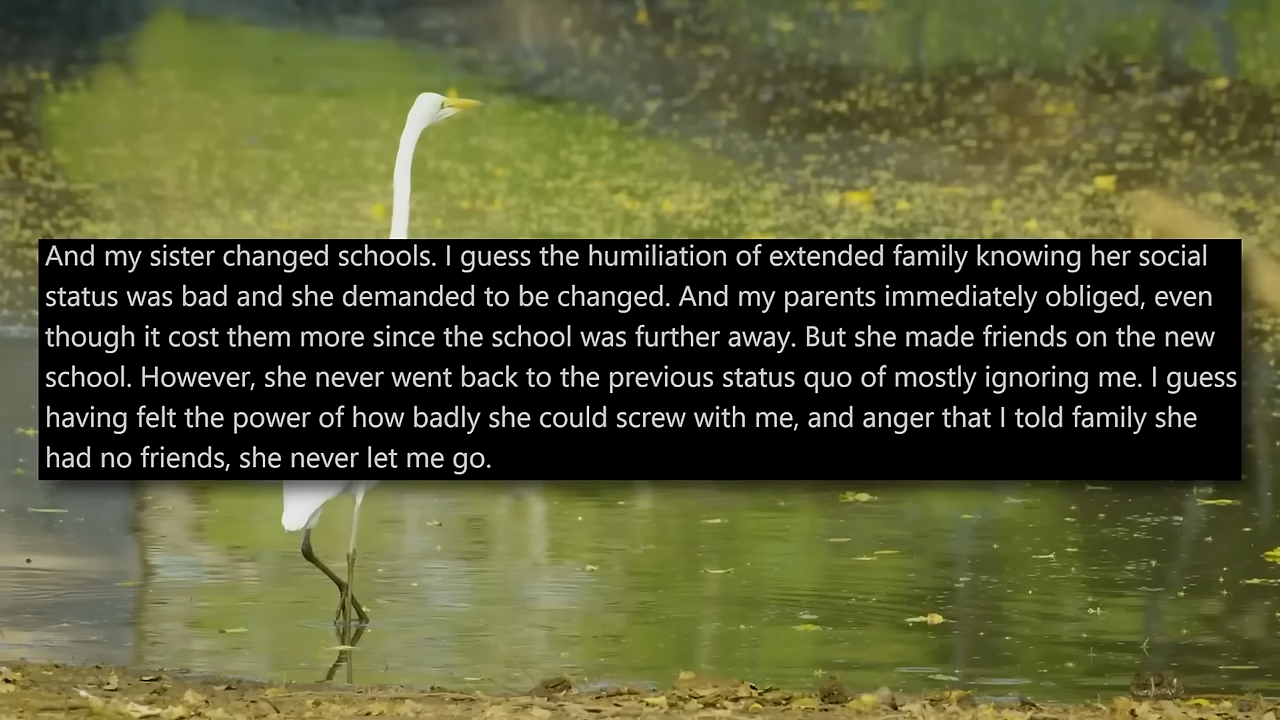 And my sister changed schools. I guess the humiliation of extended family knowing her social
status was bad and she demanded to be changed. And my parents immediately obliged, even
though it cost them more since the school was further away. But she made friends on the new
school. However, she never went back to the previous status quo of mostly ignoring me. I guess
having felt the power of how badly she could screw with me, and anger that I told family she
had no friends, she never let me go.